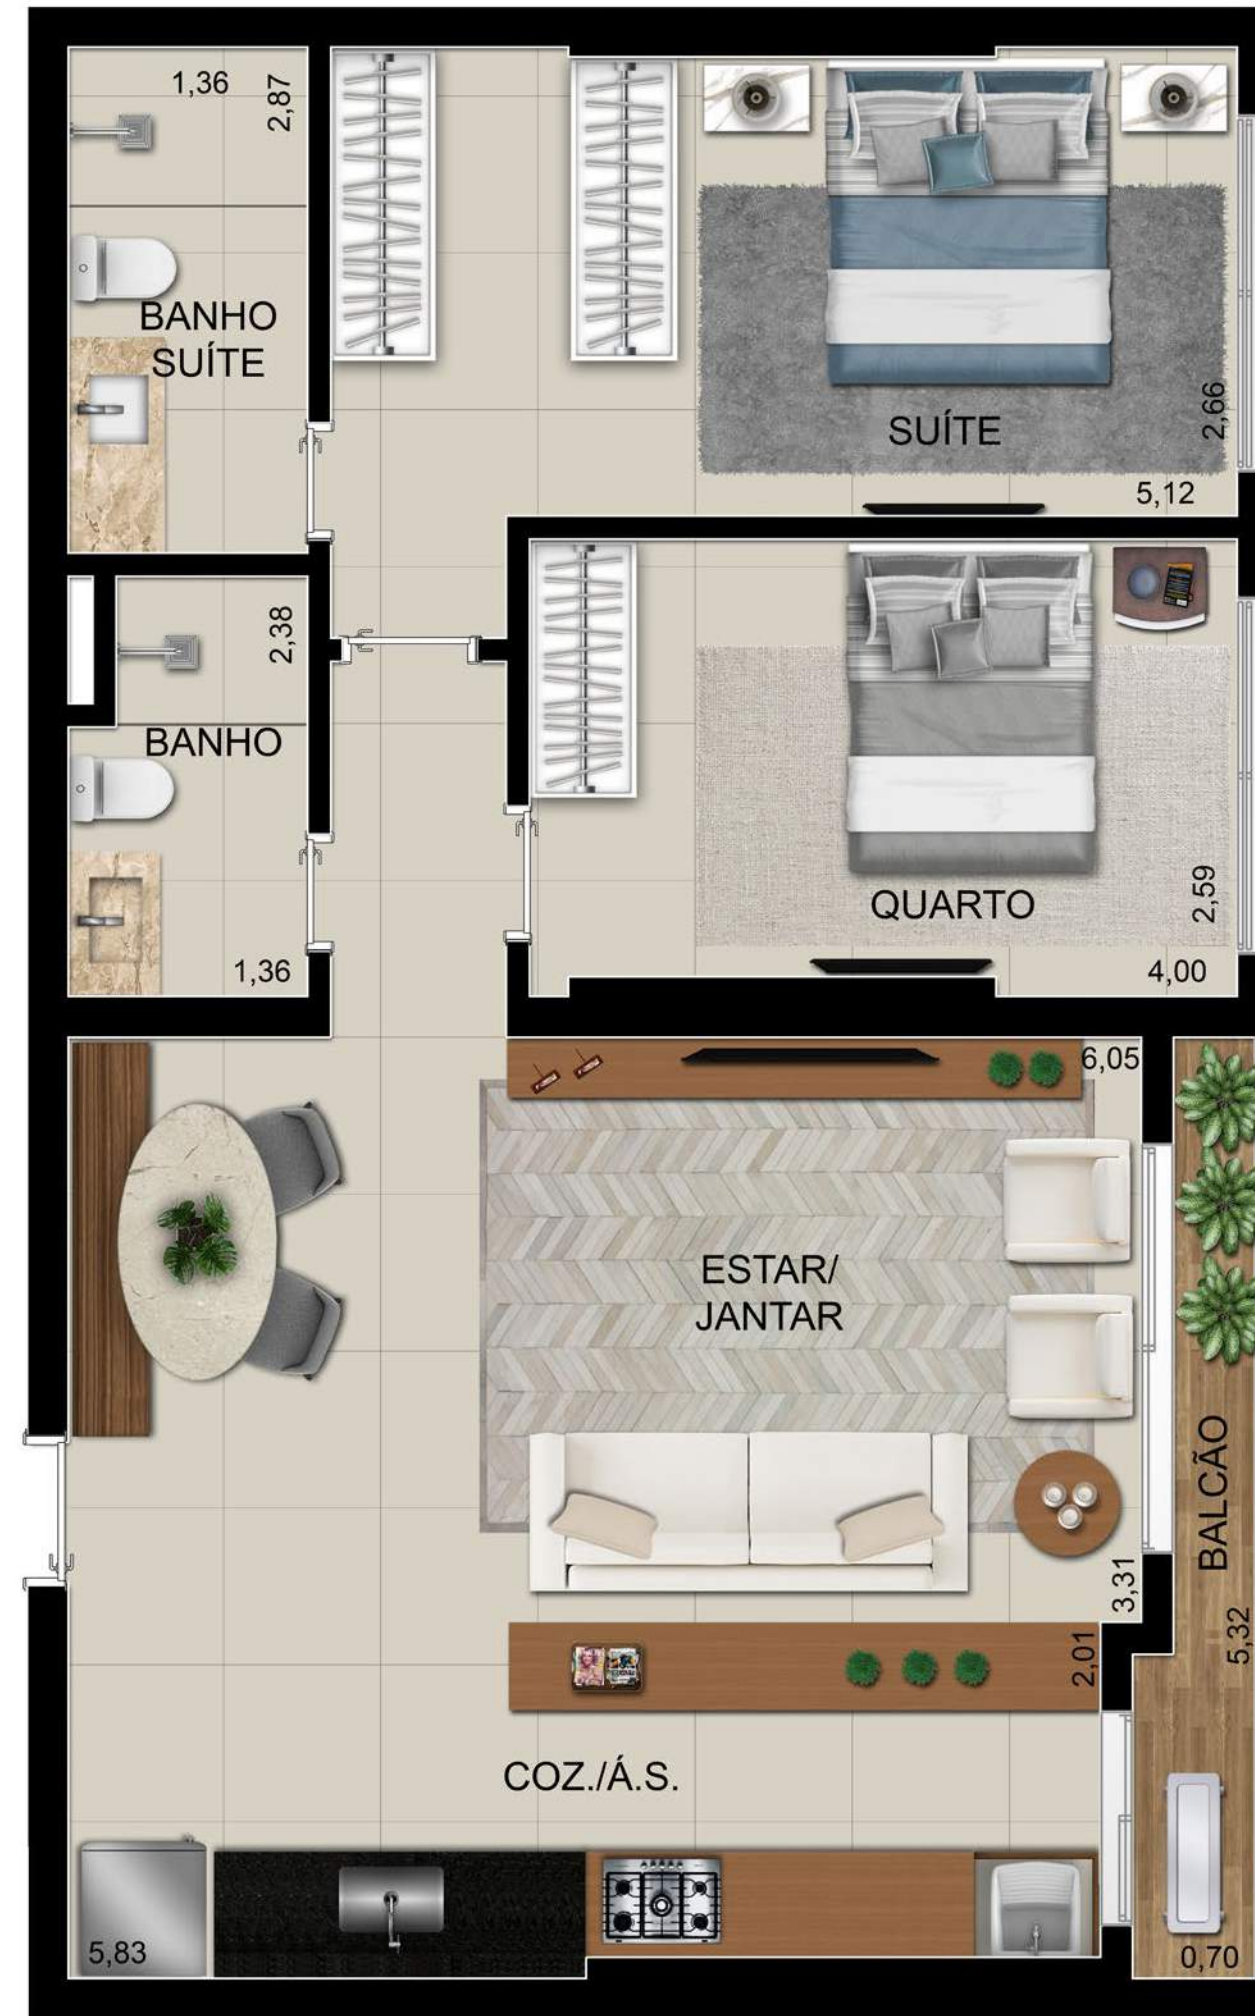 1,36
2,87
BANHO
SUÍTE
SUÍTE
2,66
5,12
2,38
BANHO
1,36
QUARTO
2,59
4,00
6,05
ESTAR/
JANTAR
BALCÃO
3,31
5,32
2,01
COZ./Á.S.
5,83
0,70